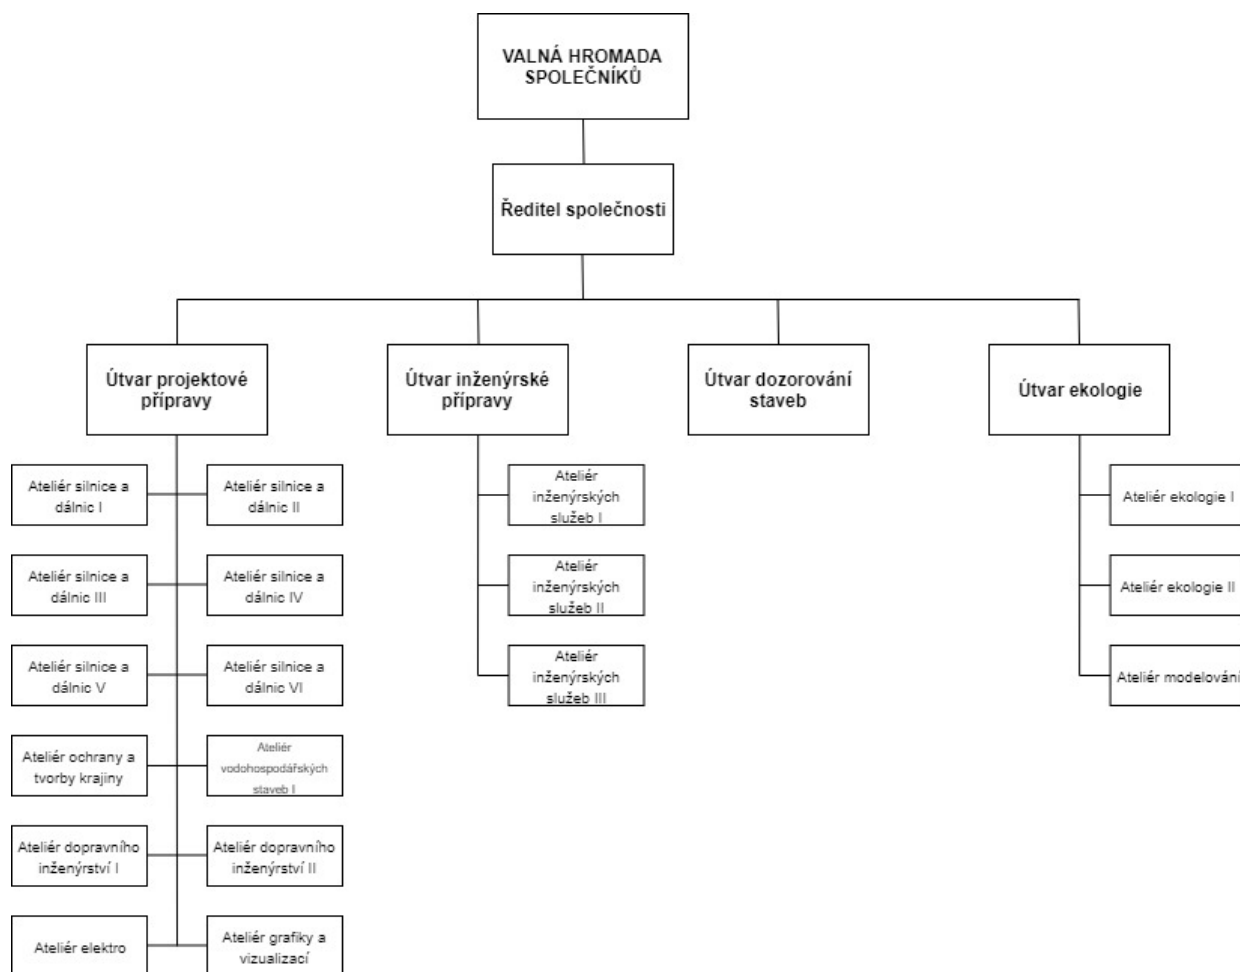 VALNÁ HROMADA
SPOLEČNÍKŮ
Ředitel společnosti
Útvar projektové
přípravy
Útvar inženýrské
přípravy
Útvar dozorování
staveb
Útvar ekologie
Ateliér silnice a
dálnic I
Ateliér silnice a
dálnic II
Ateliér
inženýrských
služeb I
Ateliér ekologie I
Ateliér silnice a
dálnic III
Ateliér silnice a
dálnic IV
Ateliér
inženýrských
služeb II
Ateliér ekologie II
Ateliér silnice a
dálnic V
Ateliér silnice a
dálnic VI
Ateliér
inženýrských
služeb III
Ateliér modelování
Ateliér ochrany a
tvorby krajiny
Ateliér
vodohospodářských
staveb I
Ateliér dopravního
inženýrství I
Ateliér dopravního
inženýrství II
Ateliér elektro
Ateliér grafiky a
vizualizací